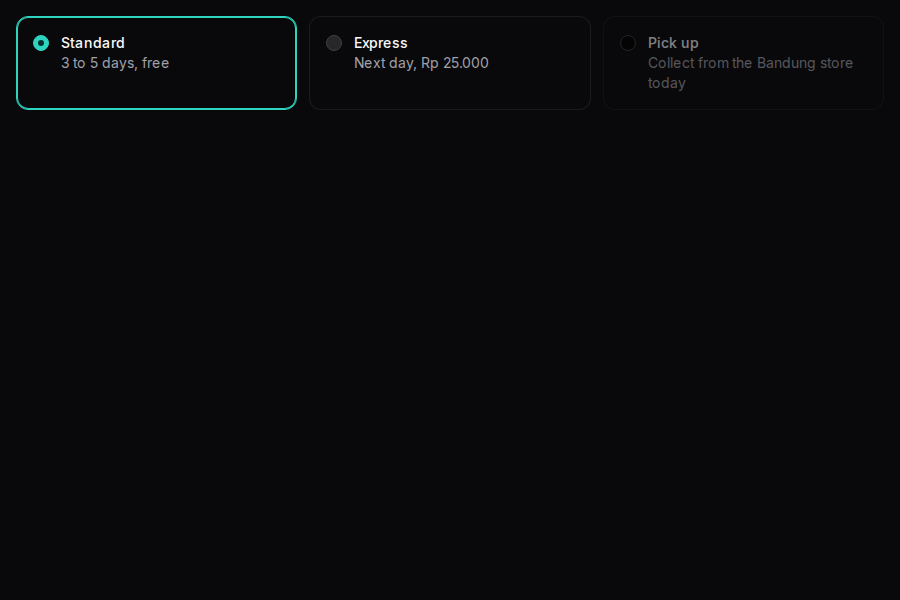 Standard
3 to 5 days, free
Express
Next day, Rp 25.000
Pick up
Collect from the Bandung store
today